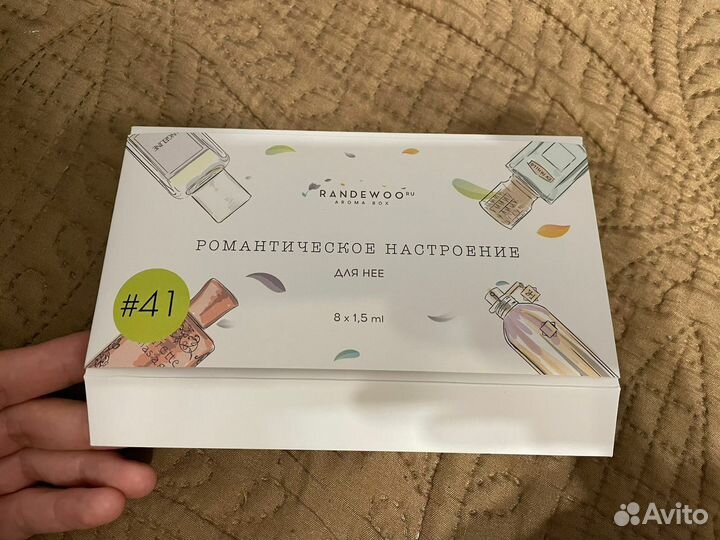 RANDEWOO RU
AROMA BOX
РОМАНТИЧЕСКОЕ НАСТРОЕНИЕ
ДЛЯ НЕЕ
#41
8 x 1,5 ml
Avito